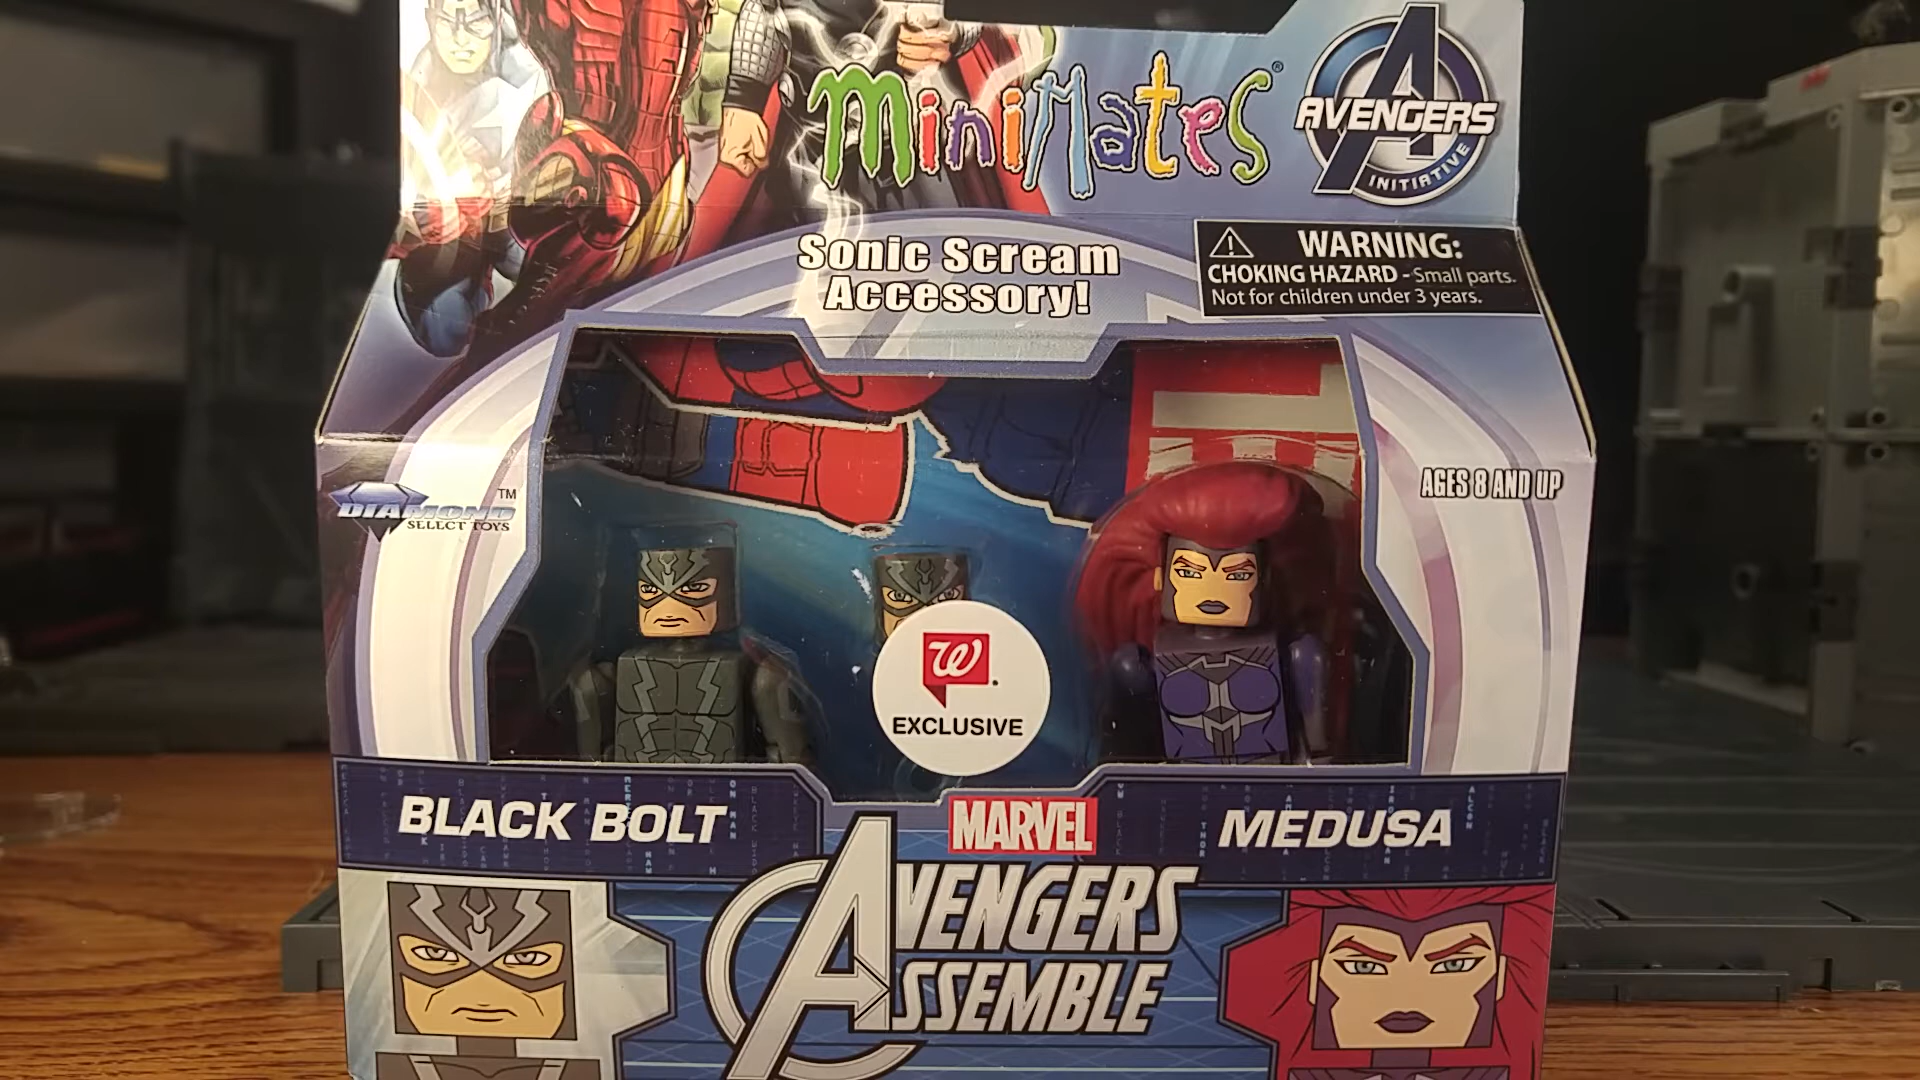 MiniMates®
AVENGERS
INITIATIVE
Sonic Scream
Accessory!
WARNING:
CHOKING HAZARD - Small parts.
Not for children under 3 years.
AGES 8 AND UP
DIAMOND™
SELECT TOYS
W
EXCLUSIVE
BLACK BOLT
MARVEL
MEDUSA
AVENGERS
ASSEMBLE